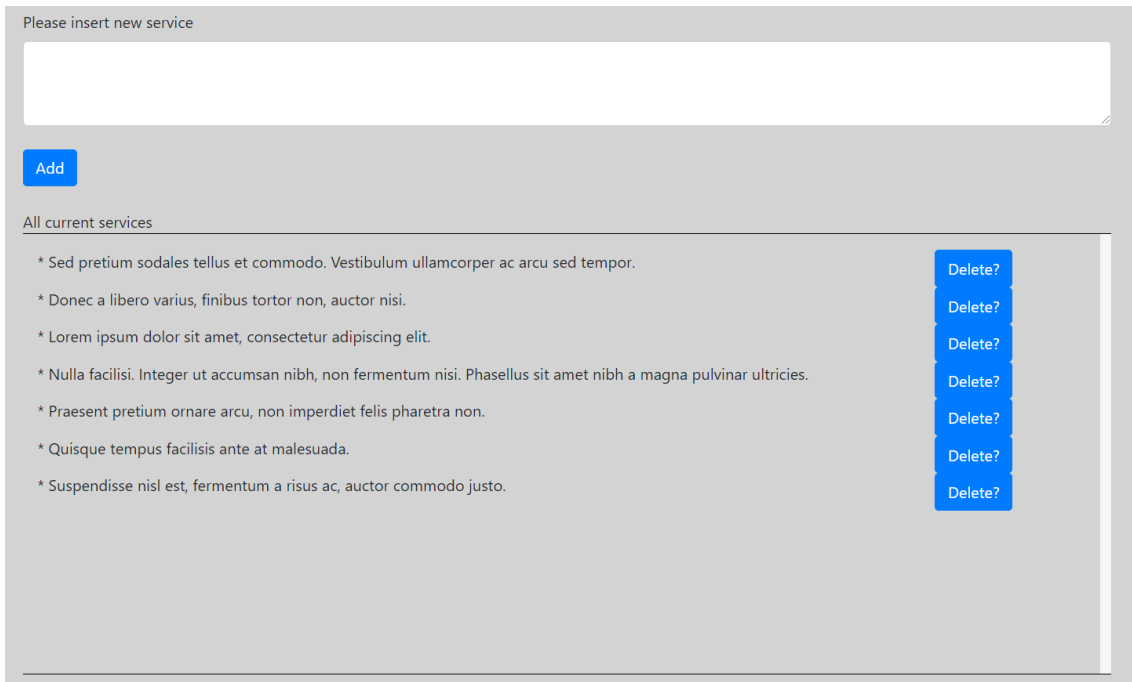 Please insert new service
Add
All current services
* Sed pretium sodales tellus et commodo. Vestibulum ullamcorper ac arcu sed tempor. Delete?
* Donec a libero varius, finibus tortor non, auctor nisi. Delete?
* Lorem ipsum dolor sit amet, consectetur adipiscing elit. Delete?
* Nulla facilisi. Integer ut accumsan nibh, non fermentum nisi. Phasellus sit amet nibh a magna pulvinar ultricies. Delete?
* Praesent pretium ornare arcu, non imperdiet felis pharetra non. Delete?
* Quisque tempus facilisis ante at malesuada. Delete?
* Suspendisse nisl est, fermentum a risus ac, auctor commodo justo. Delete?